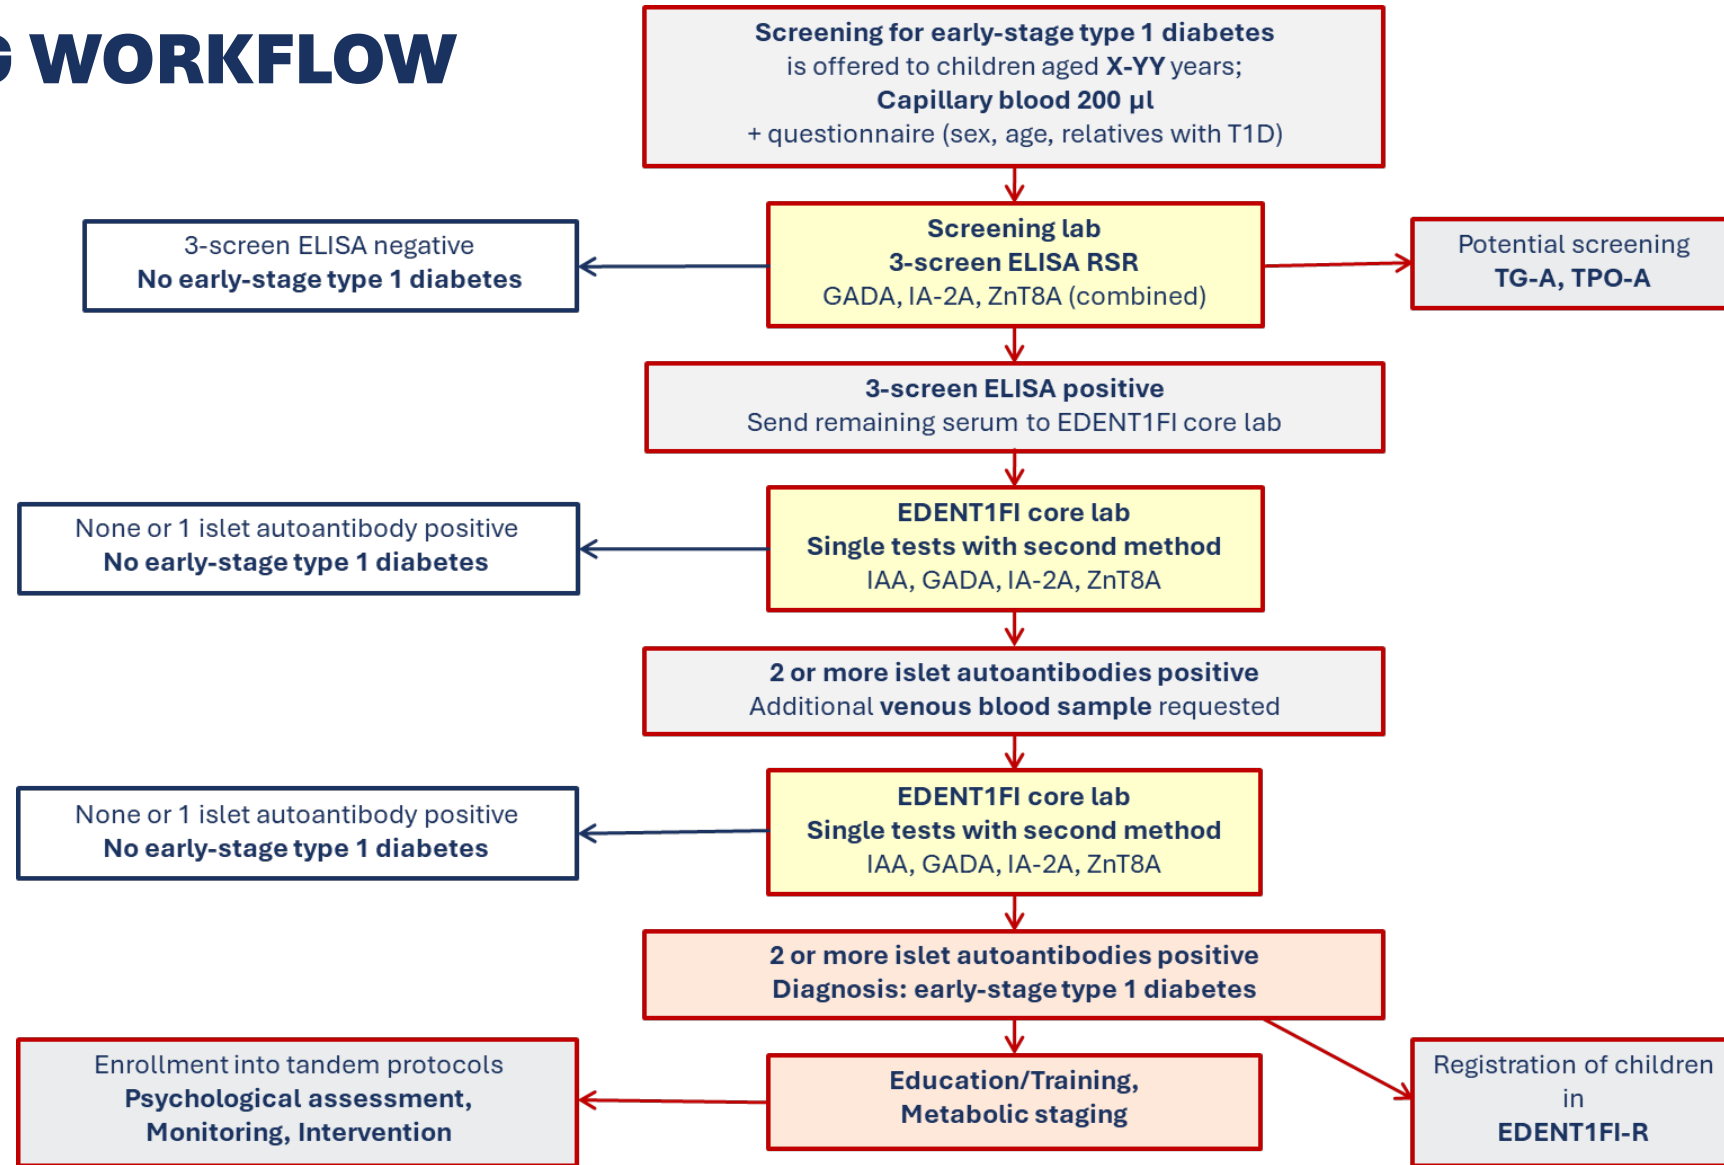 G WORKFLOW
Screening for early-stage type 1 diabetes
is offered to children aged X-YY years;
Capillary blood 200 µl
+ questionnaire (sex, age, relatives with T1D)
3-screen ELISA negative
No early-stage type 1 diabetes
Screening lab
3-screen ELISA RSR
GADA, IA-2A, ZnT8A (combined)
Potential screening
TG-A, TPO-A
3-screen ELISA positive
Send remaining serum to EDENT1FI core lab
None or 1 islet autoantibody positive
No early-stage type 1 diabetes
EDENT1FI core lab
Single tests with second method
IAA, GADA, IA-2A, ZnT8A
2 or more islet autoantibodies positive
Additional venous blood sample requested
None or 1 islet autoantibody positive
No early-stage type 1 diabetes
EDENT1FI core lab
Single tests with second method
IAA, GADA, IA-2A, ZnT8A
2 or more islet autoantibodies positive
Diagnosis: early-stage type 1 diabetes
Enrollment into tandem protocols
Psychological assessment,
Monitoring, Intervention
Education/Training,
Metabolic staging
Registration of children
in
EDENT1FI-R